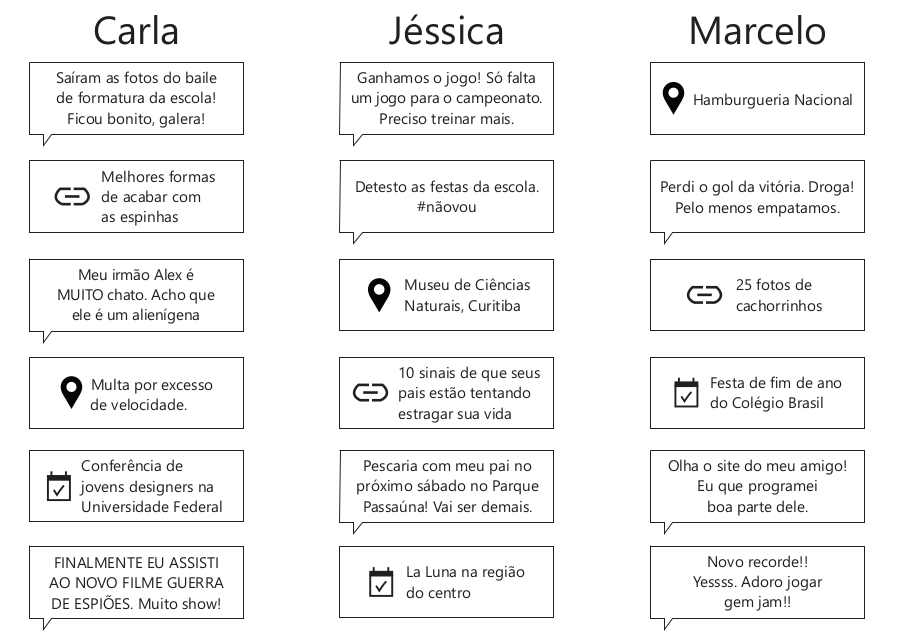 Carla
Saíram as fotos do baile
de formatura da escola!
Ficou bonito, galera!
Melhores formas
de acabar com
as espinhas
Meu irmão Alex é
MUITO chato. Acho que
ele é um alienígena
Multa por excesso
de velocidade.
Conferência de
jovens designers na
Universidade Federal
FINALMENTE EU ASSISTI
AO NOVO FILME GUERRA
DE ESPIÕES. Muito show!
Jéssica
Ganhamos o jogo! Só falta
um jogo para o campeonato.
Preciso treinar mais.
Detesto as festas da escola.
#nãovou
Museu de Ciências
Naturais, Curitiba
10 sinais de que seus
pais estão tentando
estragar sua vida
Pescaria com meu pai no
próximo sábado no Parque
Passaúna! Vai ser demais.
La Luna na região
do centro
Marcelo
Hamburgueria Nacional
Perdi o gol da vitória. Droga!
Pelo menos empatamos.
25 fotos de
cachorrinhos
Festa de fim de ano
do Colégio Brasil
Olha o site do meu amigo!
Eu que programei
boa parte dele.
Novo recorde!!
Yessss. Adoro jogar
gem jam!!